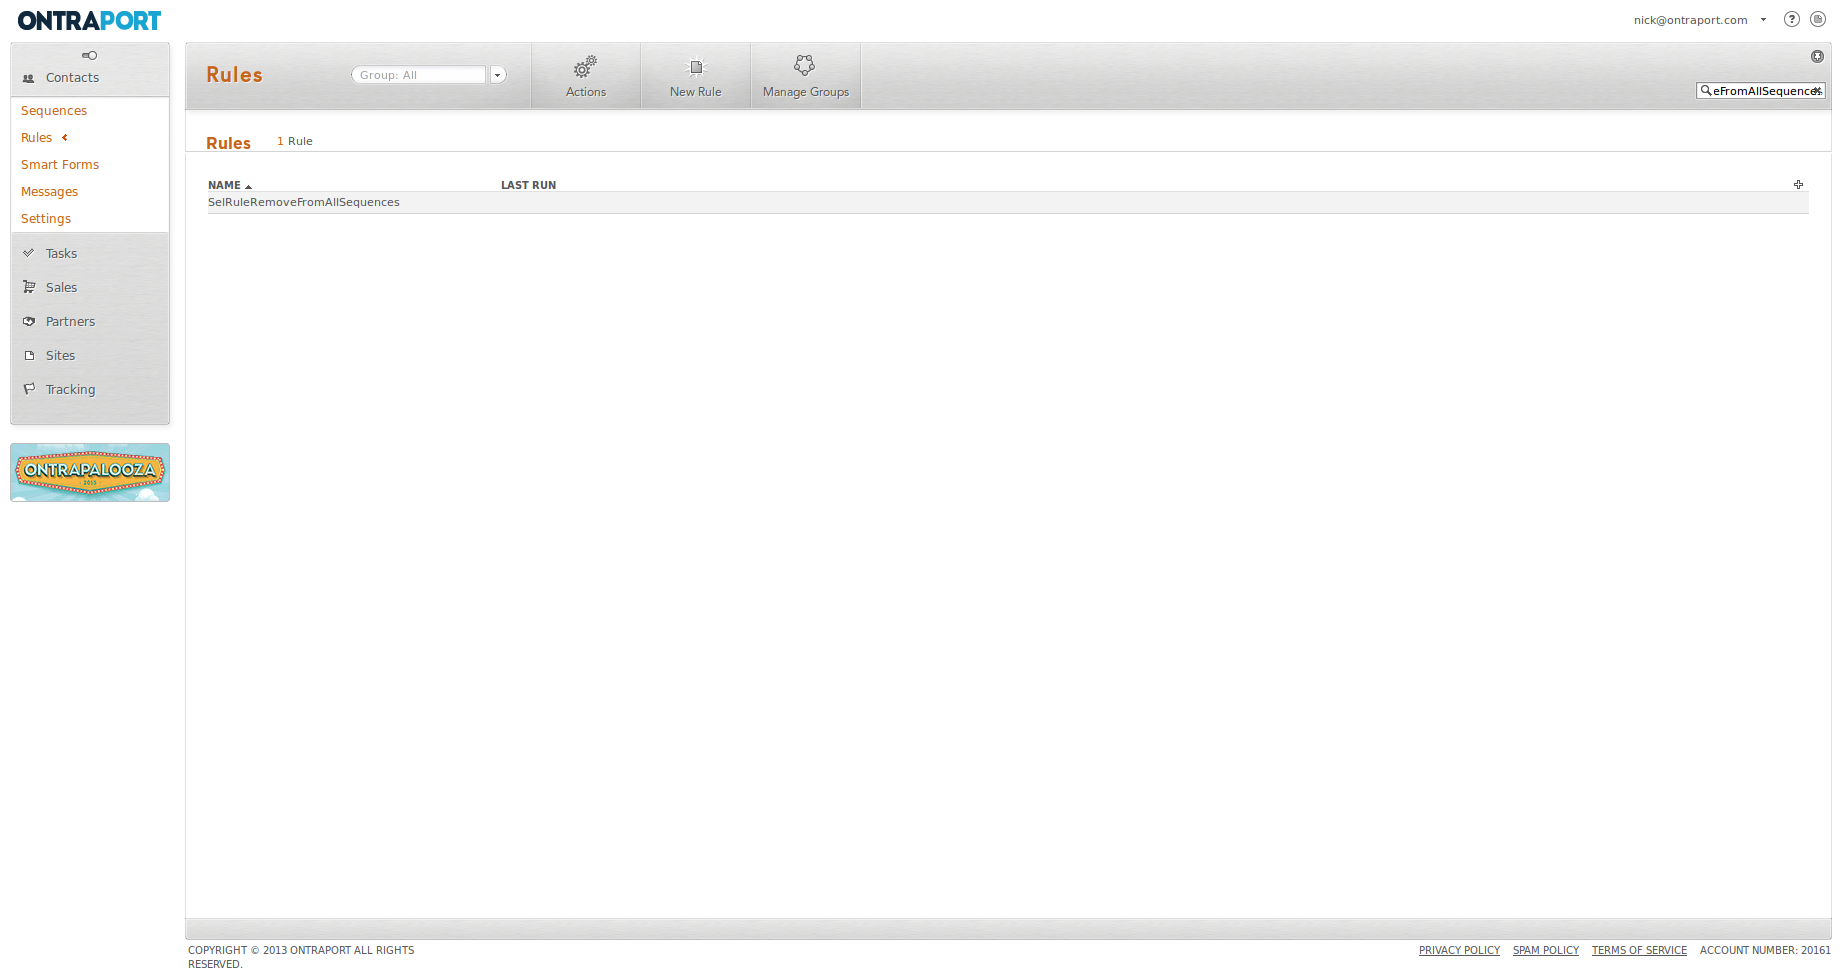 ONTRAPORT
nick@ontraport.com
?
Contacts
Sequences
Rules
Smart Forms
Messages
Settings
Tasks
Sales
Partners
Sites
Tracking
ONTRAPALOOZA
Rules
Group: All
Actions
New Rule
Manage Groups
eFromAllSequences
Rules
1 Rule
NAME
LAST RUN
SelRuleRemoveFromAllSequences
COPYRIGHT © 2013 ONTRAPORT ALL RIGHTS
RESERVED.
PRIVACY POLICY
SPAM POLICY
TERMS OF SERVICE
ACCOUNT NUMBER: 20161